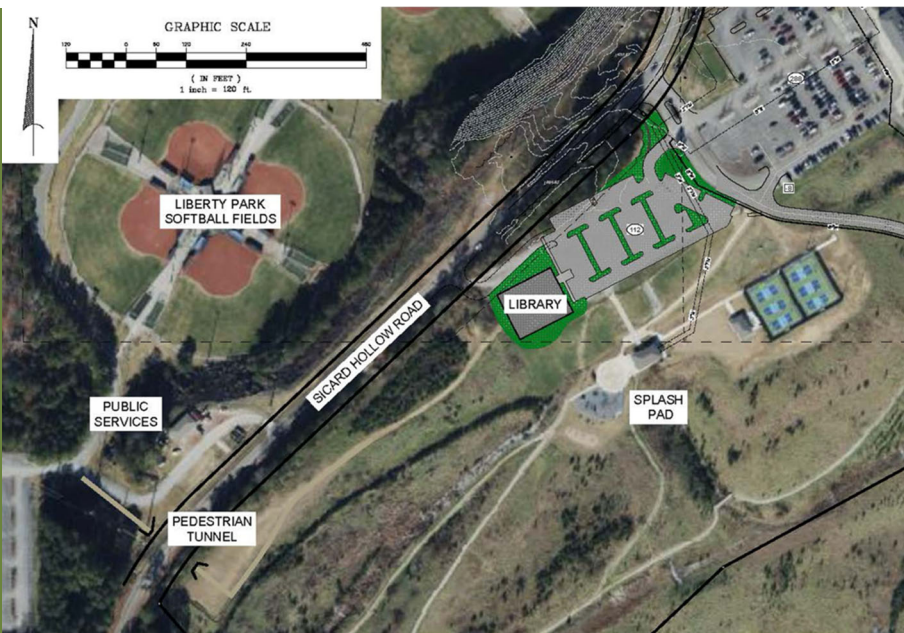 N
GRAPHIC SCALE
120 0 60 120 240 480
( IN FEET )
1 inch = 120 ft.
288
LIBERTY PARK
SOFTBALL FIELDS
112
LIBRARY
SICARD HOLLOW ROAD
PUBLIC
SERVICES
SPLASH
PAD
PEDESTRIAN
TUNNEL